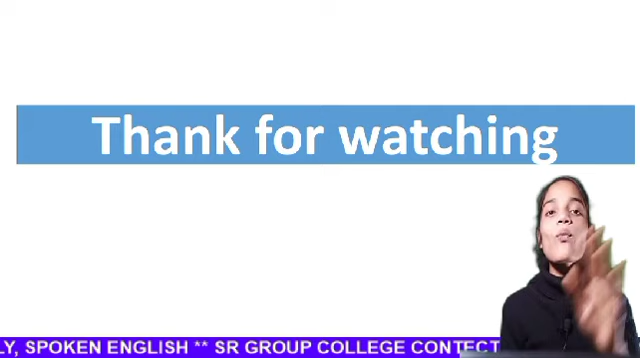 Thank for watching
LY, SPOKEN ENGLISH ** SR GROUP COLLEGE CONTECT